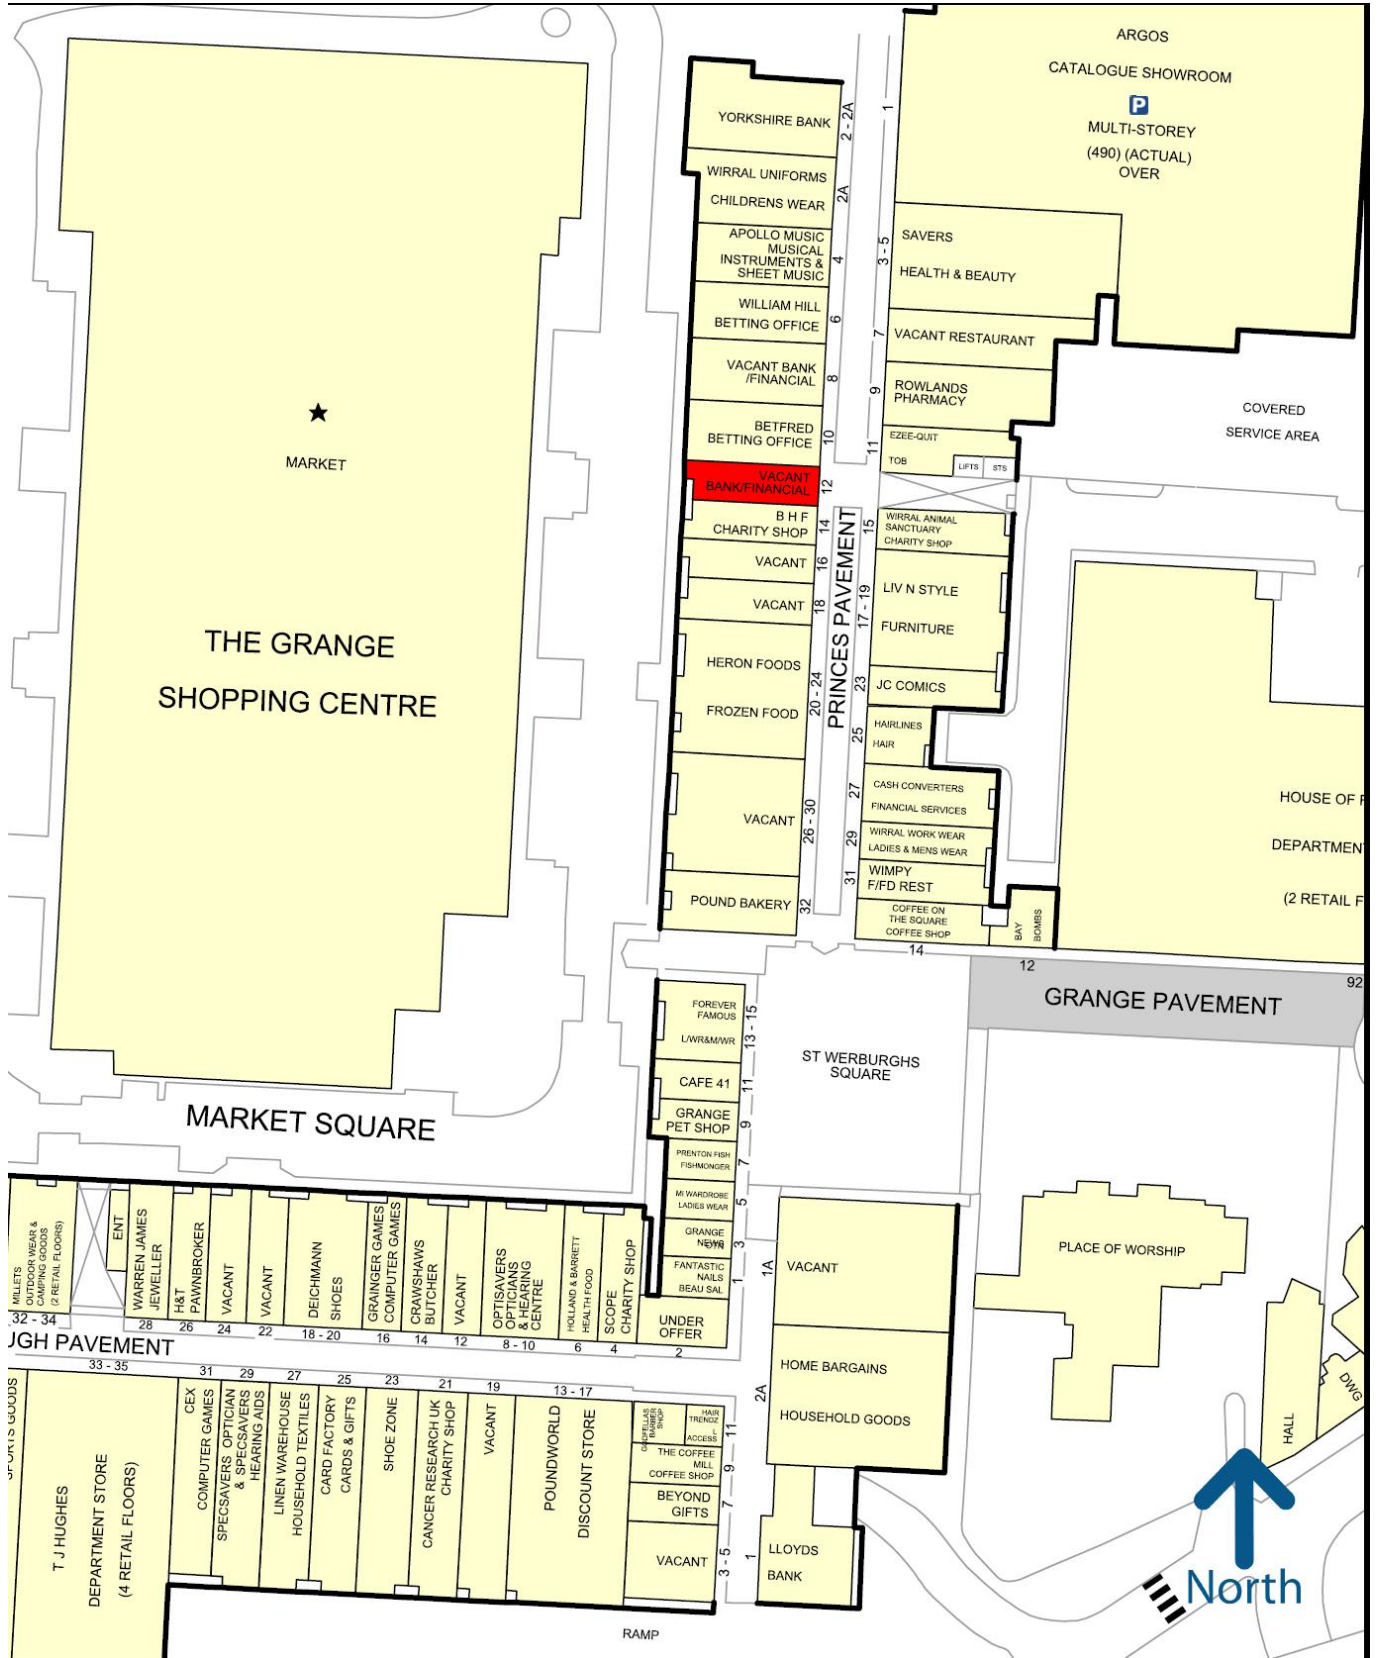 ARGOS
CATALOGUE SHOWROOM
P
MULTI-STOREY
(490) (ACTUAL)
OVER
YORKSHIRE BANK
2 - 2A
1
WIRRAL UNIFORMS
CHILDRENS WEAR
2A
APOLLO MUSIC
MUSICAL
INSTRUMENTS &
SHEET MUSIC
4
SAVERS
HEALTH & BEAUTY
3 - 5
WILLIAM HILL
BETTING OFFICE
6
VACANT RESTAURANT
7
VACANT BANK
/FINANCIAL
8
ROWLANDS
PHARMACY
9
BETFRED
BETTING OFFICE
10
EZEE-QUIT
TOB
11
LIFTS
STS
COVERED
SERVICE AREA
MARKET
VACANT
BANK/FINANCIAL
12
B H F
CHARITY SHOP
14
WIRRAL ANIMAL
SANCTUARY
CHARITY SHOP
15
VACANT
16
VACANT
18
PRINCES PAVEMENT
LIV N STYLE
FURNITURE
17 - 19
THE GRANGE
SHOPPING CENTRE
HERON FOODS
FROZEN FOOD
20 - 24
JC COMICS
23
HAIRLINES
HAIR
25
VACANT
26 - 30
CASH CONVERTERS
FINANCIAL SERVICES
27
WIRRAL WORK WEAR
LADIES & MENS WEAR
29
WIMPY
F/FD REST
31
HOUSE OF F
DEPARTMEN
(2 RETAIL F
POUND BAKERY
32
COFFEE ON
THE SQUARE
COFFEE SHOP
14
BAY
BOMBS
12
92
GRANGE PAVEMENT
FOREVER
FAMOUS
L/WR&M/WR
13 - 15
ST WERBURGHS
SQUARE
CAFE 41
11
GRANGE
PET SHOP
9
MARKET SQUARE
PRENTON FISH
FISHMONGER
7
MI WARDROBE
LADIES WEAR
5
GRANGE
NEWS
3
FANTASTIC
NAILS
BEAU SAL
1
UNDER
OFFER
2
VACANT
1A
PLACE OF WORSHIP
MILLETS
OUTDOOR WEAR &
CAMPING GOODS
(2 RETAIL FLOORS)
32 - 34
ENT
WARREN JAMES
JEWELLER
28
H&T
PAWNBROKER
26
VACANT
24
VACANT
22
DEICHMANN
SHOES
18 - 20
GRAINGER GAMES
COMPUTER GAMES
16
CRAWSHAWS
BUTCHER
14
VACANT
12
OPTISAVERS
OPTICIANS
& HEARING
CENTRE
8 - 10
HOLLAND & BARRETT
HEALTH FOOD
6
SCOPE
CHARITY SHOP
4
UGH PAVEMENT
HOME BARGAINS
HOUSEHOLD GOODS
2A
DWG
HALL
SPORTS GOODS
33 - 35
T J HUGHES
DEPARTMENT STORE
(4 RETAIL FLOORS)
31
CEX
COMPUTER GAMES
29
SPECSAVERS OPTICIAN
& SPECSAVERS
HEARING AIDS
27
LINEN WAREHOUSE
HOUSEHOLD TEXTILES
25
CARD FACTORY
CARDS & GIFTS
23
SHOE ZONE
21
CANCER RESEARCH UK
CHARITY SHOP
19
VACANT
13 - 17
POUNDWORLD
DISCOUNT STORE
GODFELLAS
BARBER
SHOP
HAIR
TRENDZ
L
ACCESS
11
THE COFFEE
MILL
COFFEE SHOP
9
BEYOND
GIFTS
7
VACANT
3 - 5
LLOYDS
BANK
1
North
RAMP